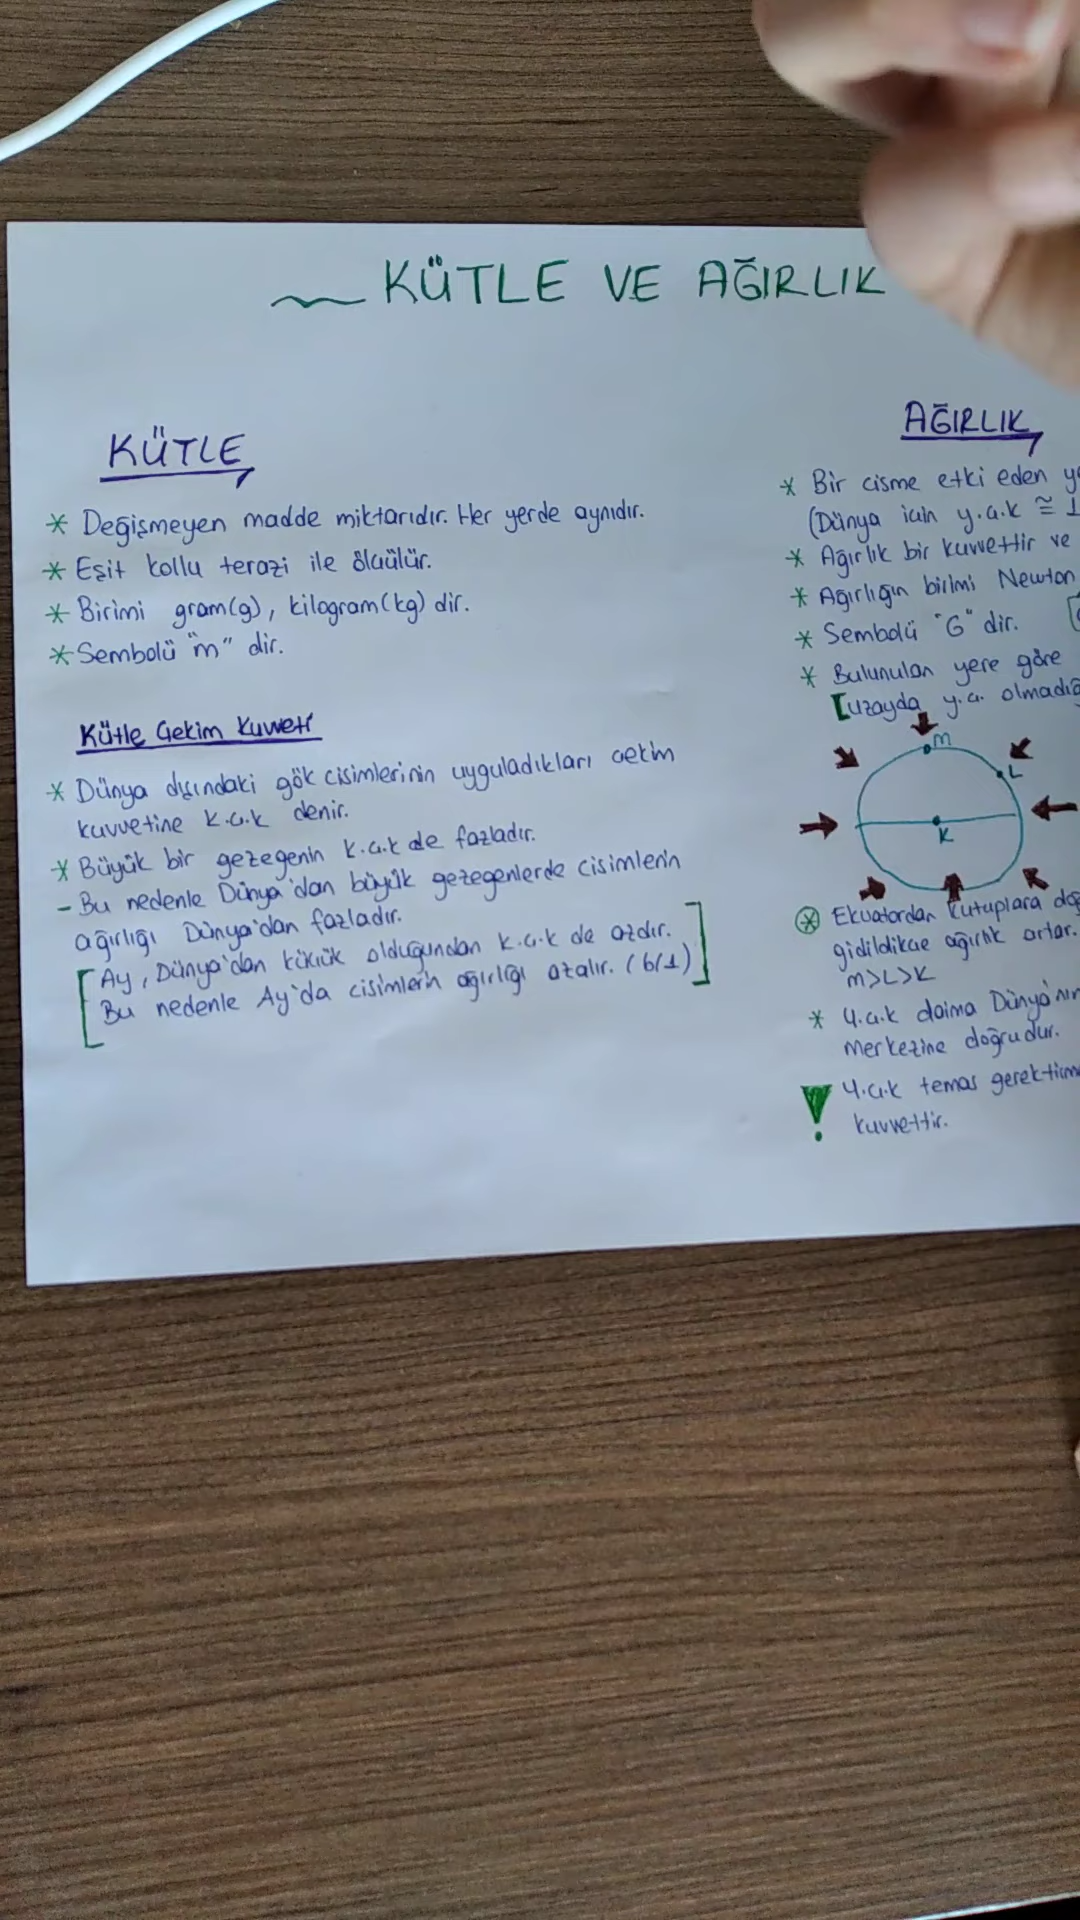 KÜTLE VE AĞIRLIK
KÜTLE
* Değişmeyen madde miktarıdır. Her yerde aynıdır.
* Eşit kollu terazi ile ölçülür.
* Birimi gram(g), kilogram(kg) dir.
* Sembolü "m" dir.
Kütle Çekim Kuvveti
* Dünya dışındaki gök cisimlerinin uyguladıkları çekim
kuvvetine k.ç.k denir.
* Büyük bir gezegenin k.ç.k de fazladır.
- Bu nedenle Dünya'dan büyük gezegenlerde cisimlerin
ağırlığı Dünya'dan fazladır.
[Ay, Dünya'dan küçük olduğundan k.ç.k de azdır.
Bu nedenle Ay'da cisimlerin ağırlığı azalır. (6/1)]
AĞIRLIK
* Bir cisme etki eden
(Dünya için y.ç.k ≅
* Ağırlık bir kuvvettir ve
* Ağırlığın birimi Newton
* Sembolü "G" dir.
* Bulunulan yere göre
[uzayda y.ç.
m
L
K
* Ekvatordan kutuplara
gidildikçe ağırlık artar.
m>L>K
* Y.ç.k daima Dünya'nın
merkezine doğrudur.
! Y.ç.k temas
kuvvettir.